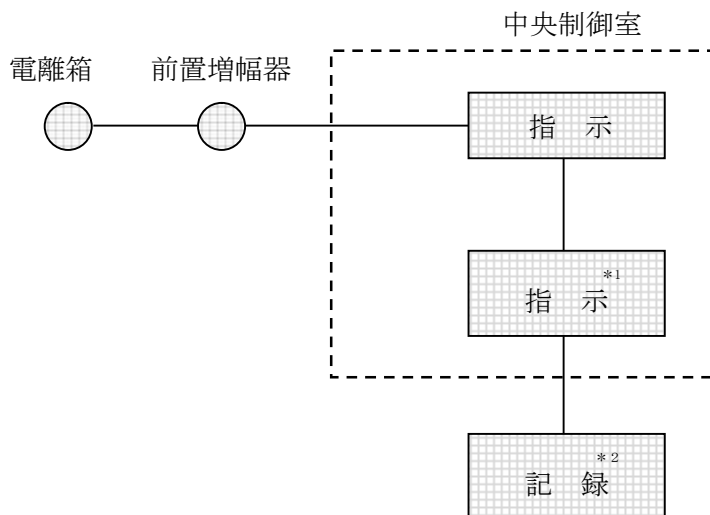 中央制御室
電離箱
前置増幅器
指 示
指 示*1
記 録*2